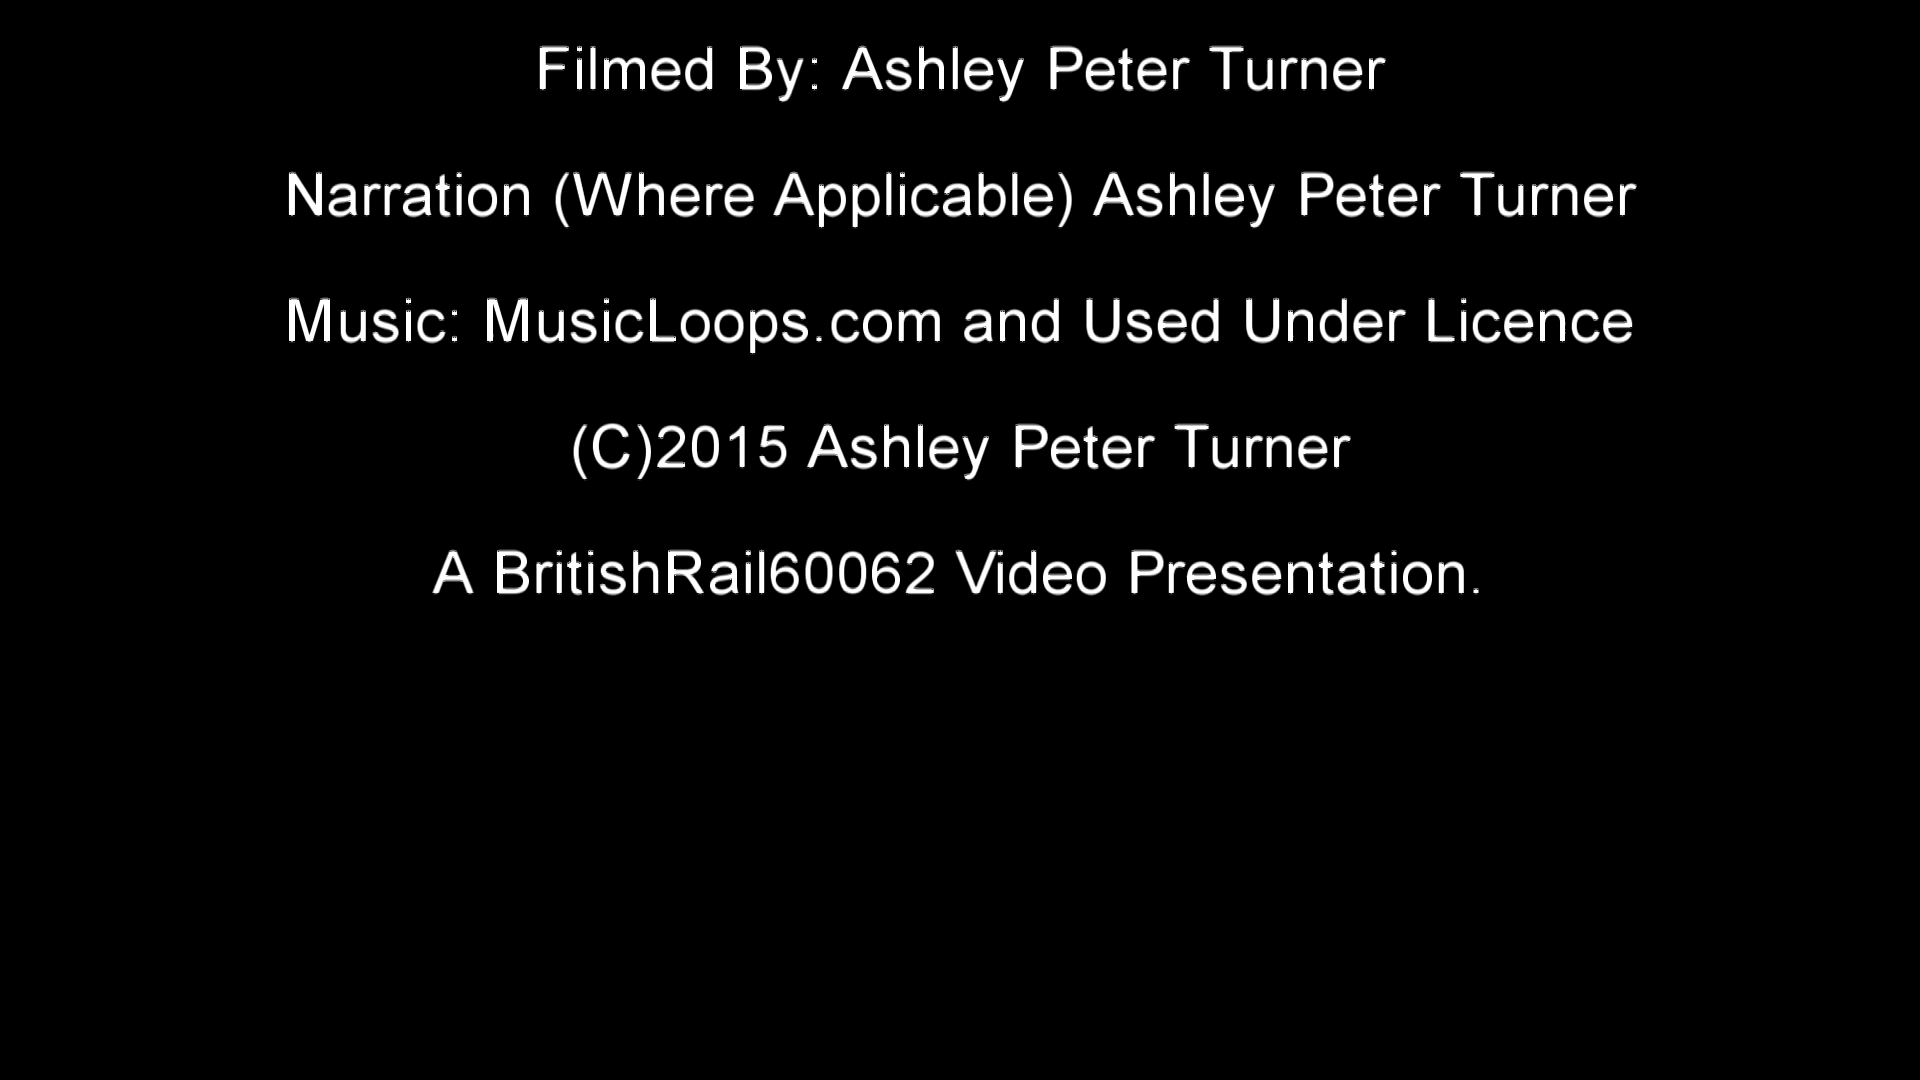 Filmed By: Ashley Peter Turner
Narration (Where Applicable) Ashley Peter Turner
Music: MusicLoops.com and Used Under Licence
(C)2015 Ashley Peter Turner
A BritishRail60062 Video Presentation.